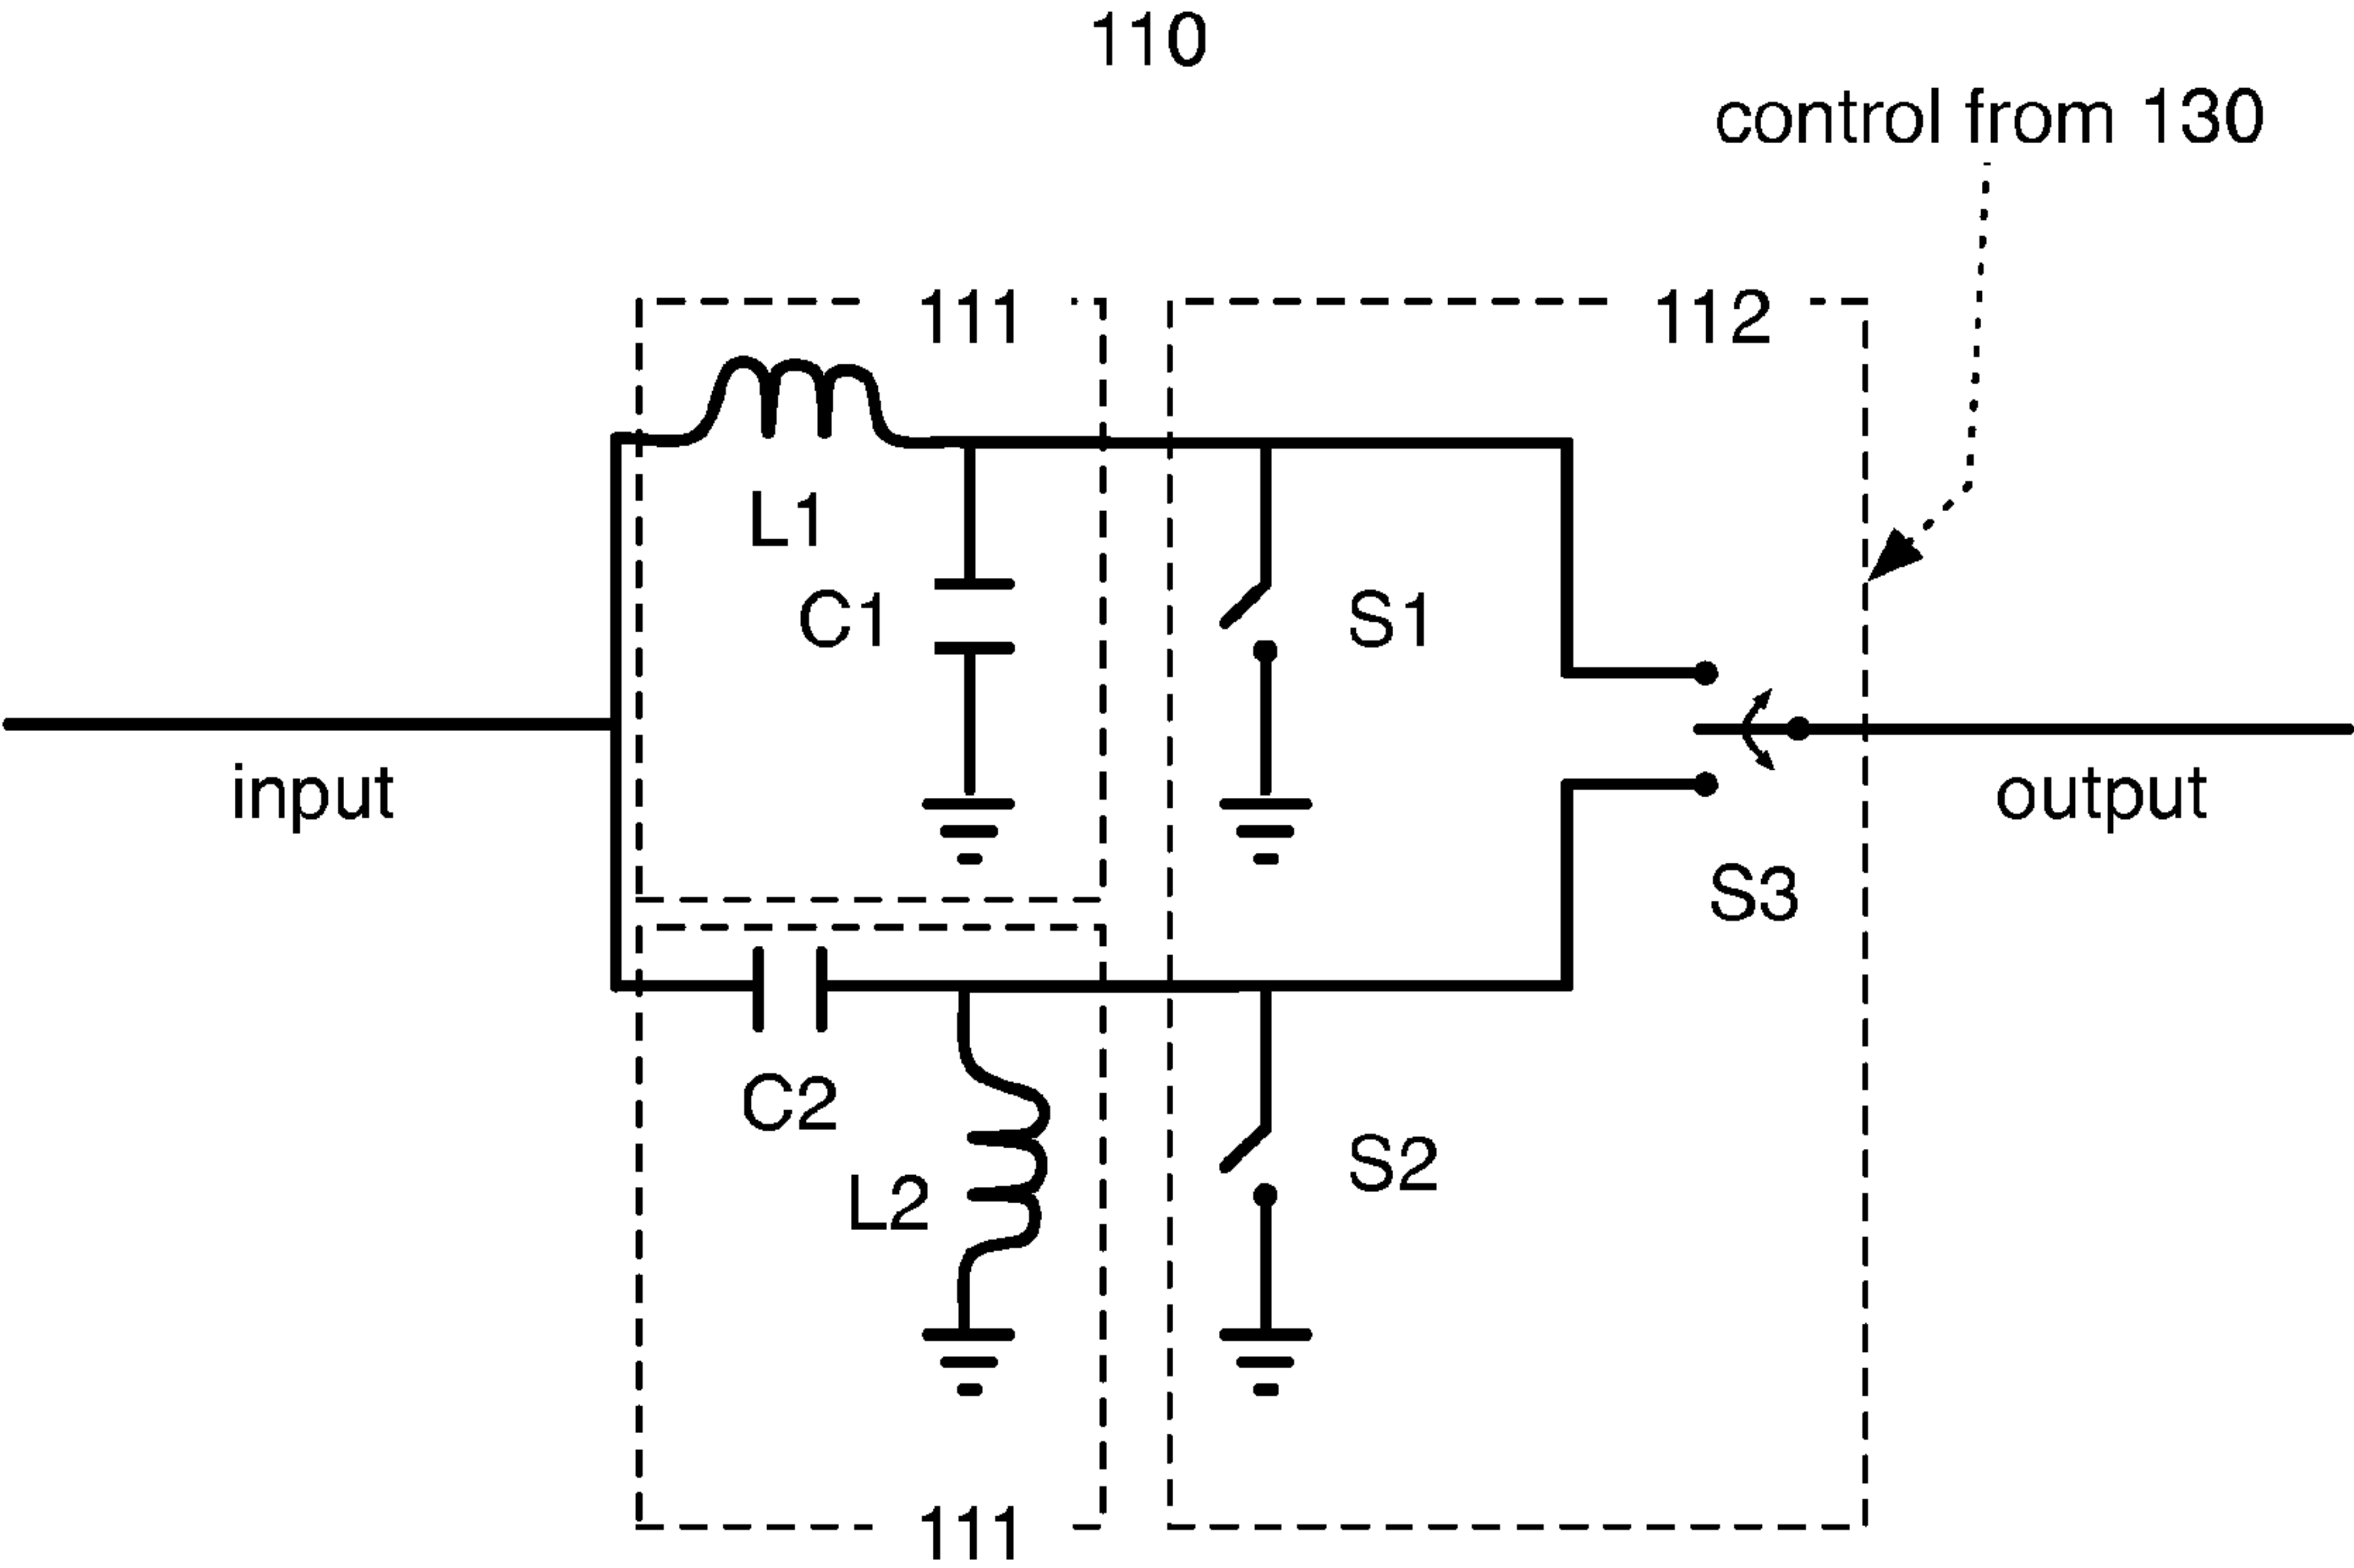 110
control from 130
111
112
L1
C1
S1
input
output
S3
C2
S2
L2
111